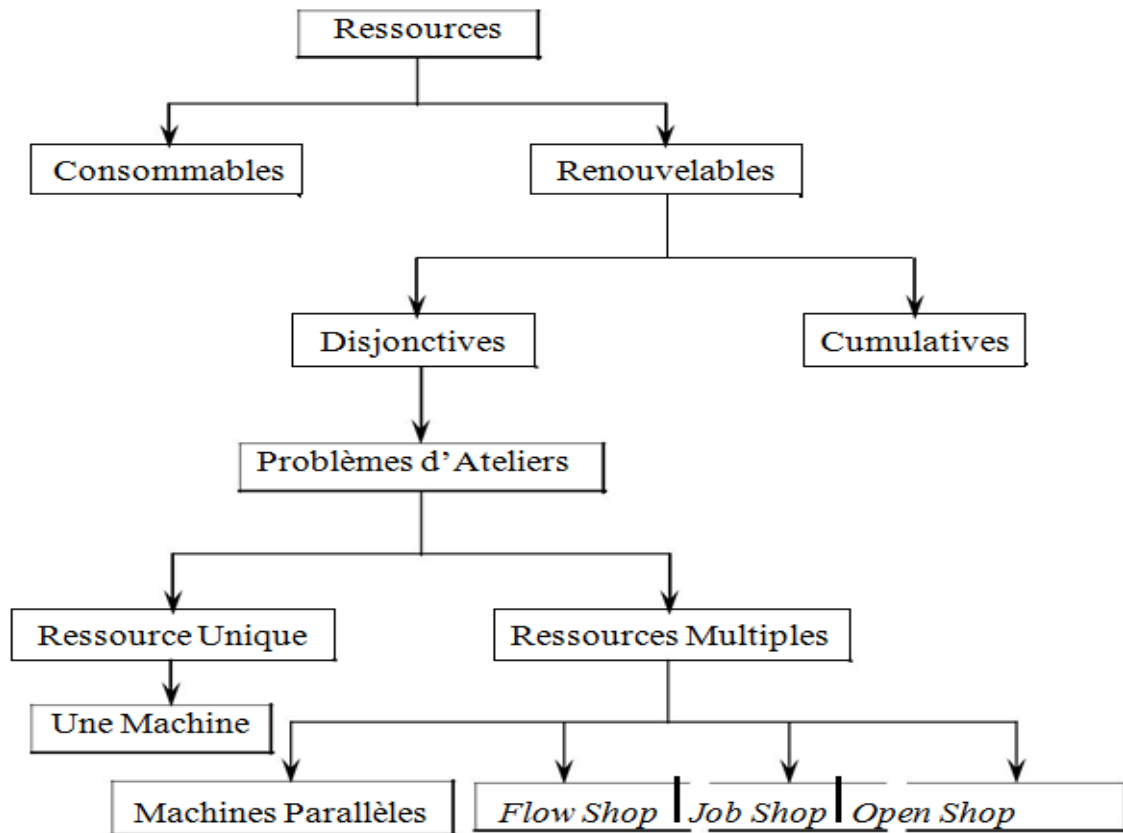 Ressources
Consommables
Renouvelables
Disjonctives
Cumulatives
Problèmes d'Ateliers
Ressource Unique
Ressources Multiples
Une Machine
Machines Parallèles
Flow Shop
Job Shop
Open Shop